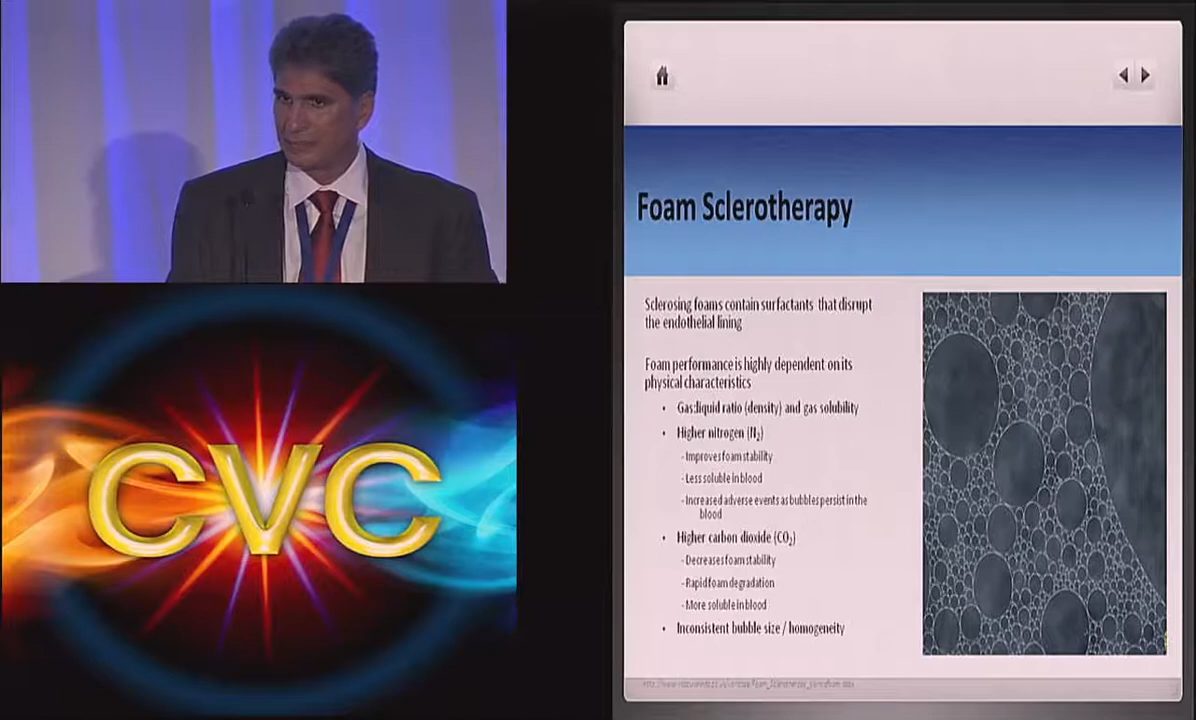 CVC
Foam Sclerotherapy
Sclerosing foams contain surfactants that disrupt
the endothelial lining
Foam performance is highly dependent on its
physical characteristics
• Gas:liquid ratio (density) and gas solubility
• Higher nitrogen (N₂)
- Improves foam stability
- Less soluble in blood
- Increased adverse events as bubbles persist in the
blood
• Higher carbon dioxide (CO₂)
- Decreases foam stability
- Rapid foam degradation
- More soluble in blood
• Inconsistent bubble size / homogeneity